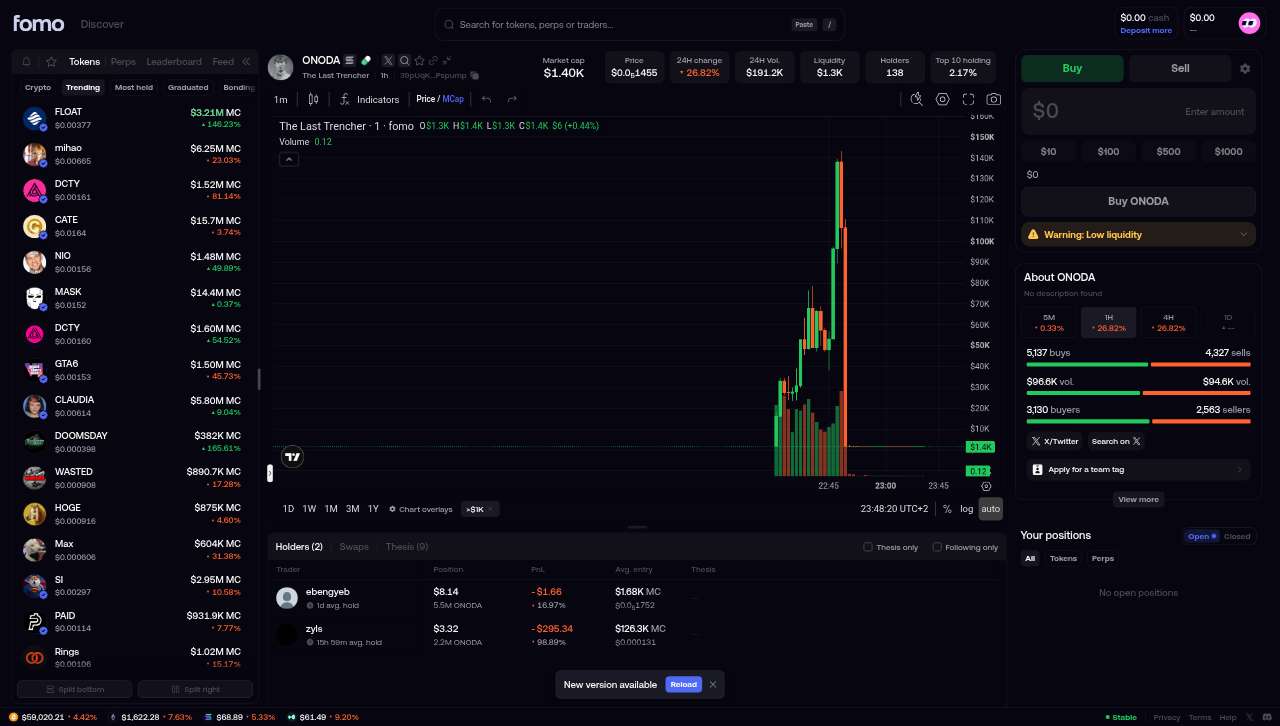 fomo Discover
Search for tokens, perps or traders... Paste /
$0.00 cash
Deposit more
$0.00
—
Tokens Perps Leaderboard Feed
Crypto Trending Most held Graduated Bonding
FLOAT $3.21M MC
$0.00377 146.23%
mihao $6.25M MC
$0.00665 23.03%
DCTY $1.52M MC
$0.00161 81.14%
CATE $15.7M MC
$0.0164 3.74%
NIO $1.48M MC
$0.00156 49.89%
MASK $14.4M MC
$0.0152 0.37%
DCTY $1.60M MC
$0.00160 54.52%
GTA6 $1.50M MC
$0.00153 45.73%
CLAUDIA $5.80M MC
$0.00614 9.04%
DOOMSDAY $382K MC
$0.000398 165.61%
WASTED $890.7K MC
$0.000908 17.28%
HOGE $875K MC
$0.000916 4.60%
Max $604K MC
$0.000606 31.38%
SI $2.95M MC
$0.00297 10.58%
PAID $931.9K MC
$0.00114 7.77%
Rings $1.02M MC
$0.00106 15.17%
Split bottom Split right
ONODA
The Last Trencher · 1h · 39pUqK...Pspump
Market cap
$1.40K
Price
$0.0₅1455
24H change
26.82%
24H Vol.
$191.2K
Liquidity
$1.3K
Holders
138
Top 10 holding
2.17%
1m Indicators Price / MCap
The Last Trencher · 1 · fomo O$1.3K H$1.4K L$1.3K C$1.4K $6 (+0.44%)
Volume 0.12
$160K
$150K
$140K
$130K
$120K
$110K
$100K
$90K
$80K
$70K
$60K
$50K
$40K
$30K
$20K
$10K
$1.4K
0.12
22:45 23:00 23:45
1D 1W 1M 3M 1Y Chart overlays >$1K
23:48:20 UTC+2 % log auto
Holders (2) Swaps Thesis (9) Thesis only Following only
Trader Position PnL Avg. entry Thesis
ebengyeb $8.14 -$1.66 $1.68K MC
1d avg. hold 5.5M ONODA 16.97% $0.0₅1752
zyls $3.32 -$295.34 $126.3K MC
15h 59m avg. hold 2.2M ONODA 98.89% $0.000131
New version available Reload
Buy Sell
$0 Enter amount
$10 $100 $500 $1000
$0
Buy ONODA
Warning: Low liquidity
About ONODA
No description found
5M 1H 4H 1D
0.33% 26.82% 26.82% --
5,137 buys 4,327 sells
$96.6K vol. $94.6K vol.
3,130 buyers 2,563 sellers
X/Twitter Search on X
Apply for a team tag
View more
Your positions Open Closed
All Tokens Perps
No open positions
$59,020.21 4.42% $1,622.28 7.63% $68.89 5.33% $61.49 9.20%
Stable Privacy Terms Help